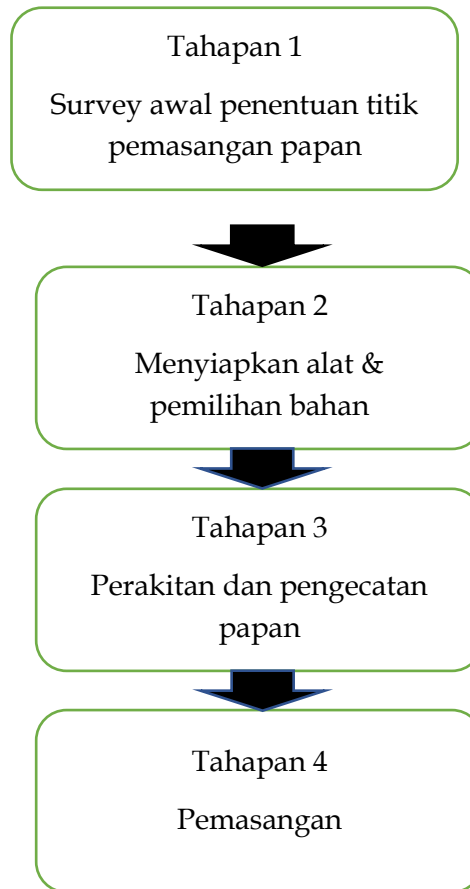 Tahapan 1
Survey awal penentuan titik
pemasangan papan
Tahapan 2
Menyiapkan alat &
pemilihan bahan
Tahapan 3
Perakitan dan pengecatan
papan
Tahapan 4
Pemasangan